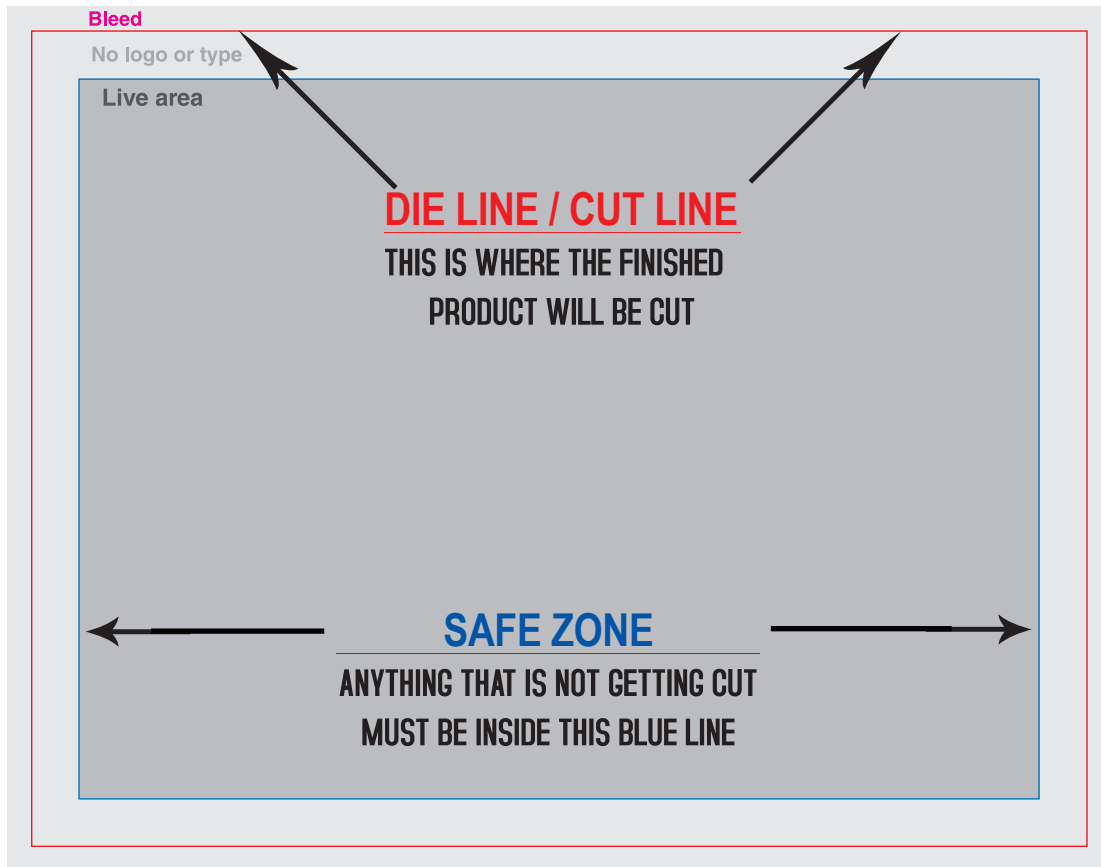 Bleed
No logo or type
Live area
DIE LINE / CUT LINE
THIS IS WHERE THE FINISHED
PRODUCT WILL BE CUT
SAFE ZONE
ANYTHING THAT IS NOT GETTING CUT
MUST BE INSIDE THIS BLUE LINE